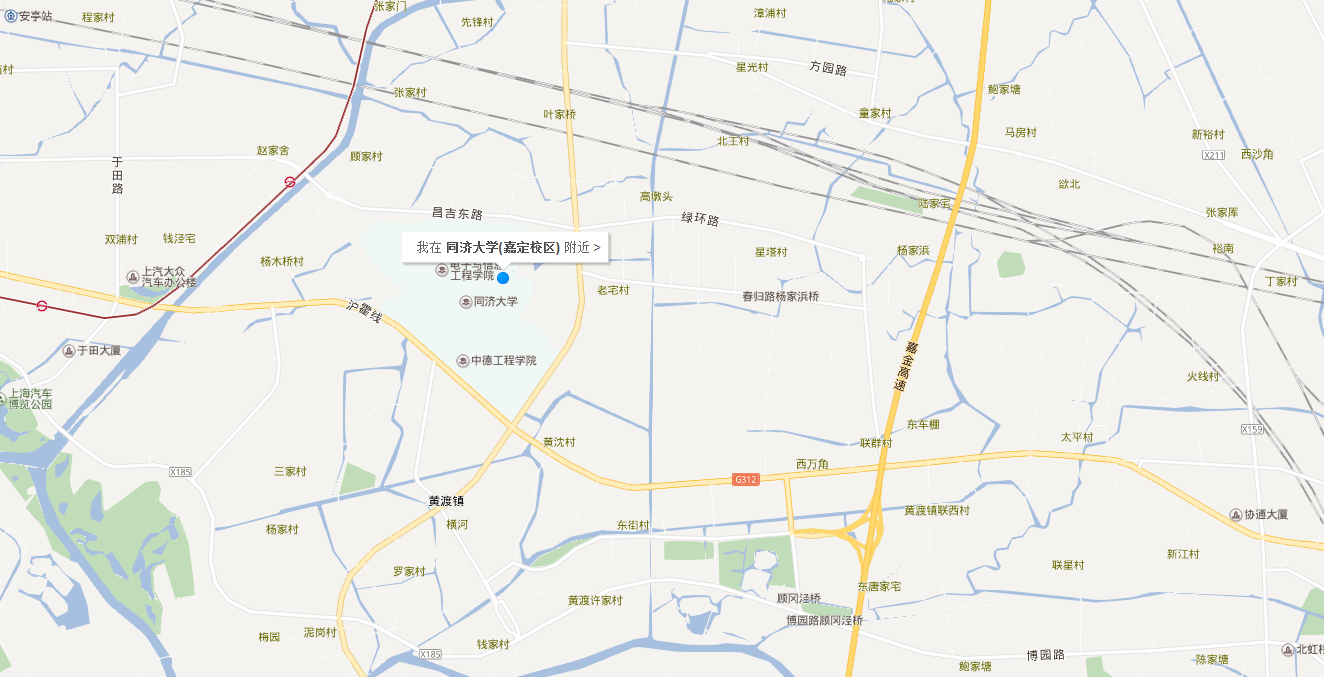 安亭站
程家村
张家门
先锋村
漳浦村
星光村
方园路
张家村
叶家桥
童家村
鲍家塘
马房村
新裕村
X211
西沙角
于田路
赵家舍
顾家村
北王村
欲北
高墩头
陆家宅
张家厍
昌吉东路
绿环路
双浦村
钱泾宅
杨木桥村
我在 同济大学(嘉定校区) 附近 >
星塔村
杨家浜
裕南
上汽大众
汽车办公楼
电子与信息
工程学院
丁家村
老宅村
春归路杨家浜桥
同济大学
沪霍线
于田大厦
中德工程学院
嘉金高速
火线村
上海汽车
博览公园
东车棚
X159
黄沈村
联群村
太平村
X185
三家村
西万角
G312
黄渡镇
黄渡镇联西村
协通大厦
杨家村
横河
东街村
新江村
罗家村
联星村
东唐家宅
黄渡许家村
顾冈泾桥
博园路顾冈泾桥
梅园
泥岗村
钱家村
X185
博园路
鲍家塘
陈家塘